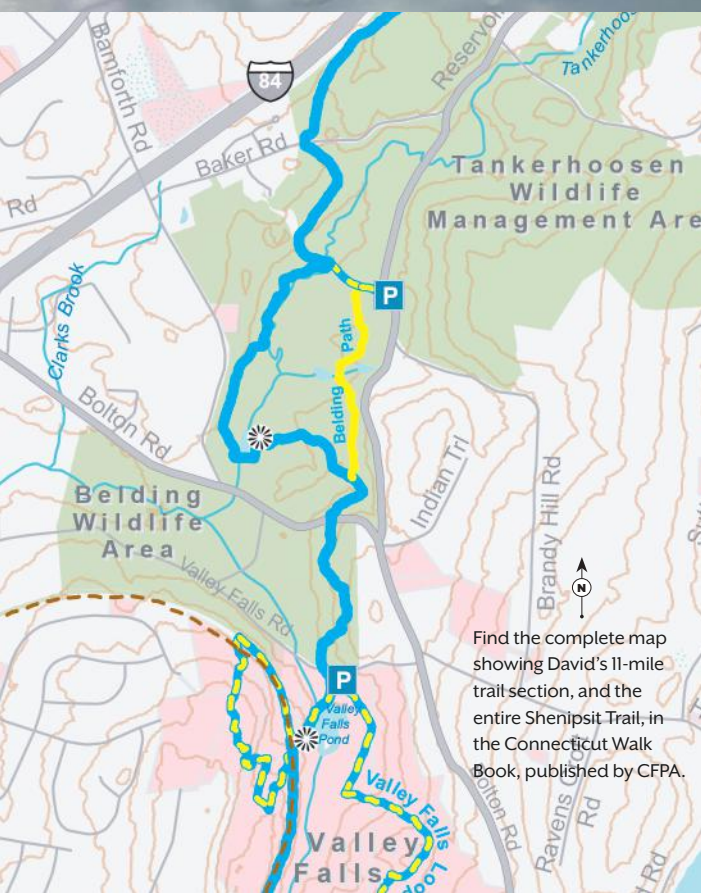 Bamforth Rd
84
Reservoir
Baker Rd
Rd
Tankerhoosen
Wildlife
Management Are
P
Clarks Brook
Belding Path
Bolton Rd
Indian Trl
Brandy Hill Rd
Belding
Wildlife
Area
Valley Falls Rd
N
P
Valley
Falls
Pond
Find the complete map
showing David's 11-mile
trail section, and the
entire Shenipsit Trail, in
the Connecticut Walk
Book, published by CFPA.
Valley Falls Loop
Bolton Rd
Ravens Croft
Rd
Rd
Valley
Falls